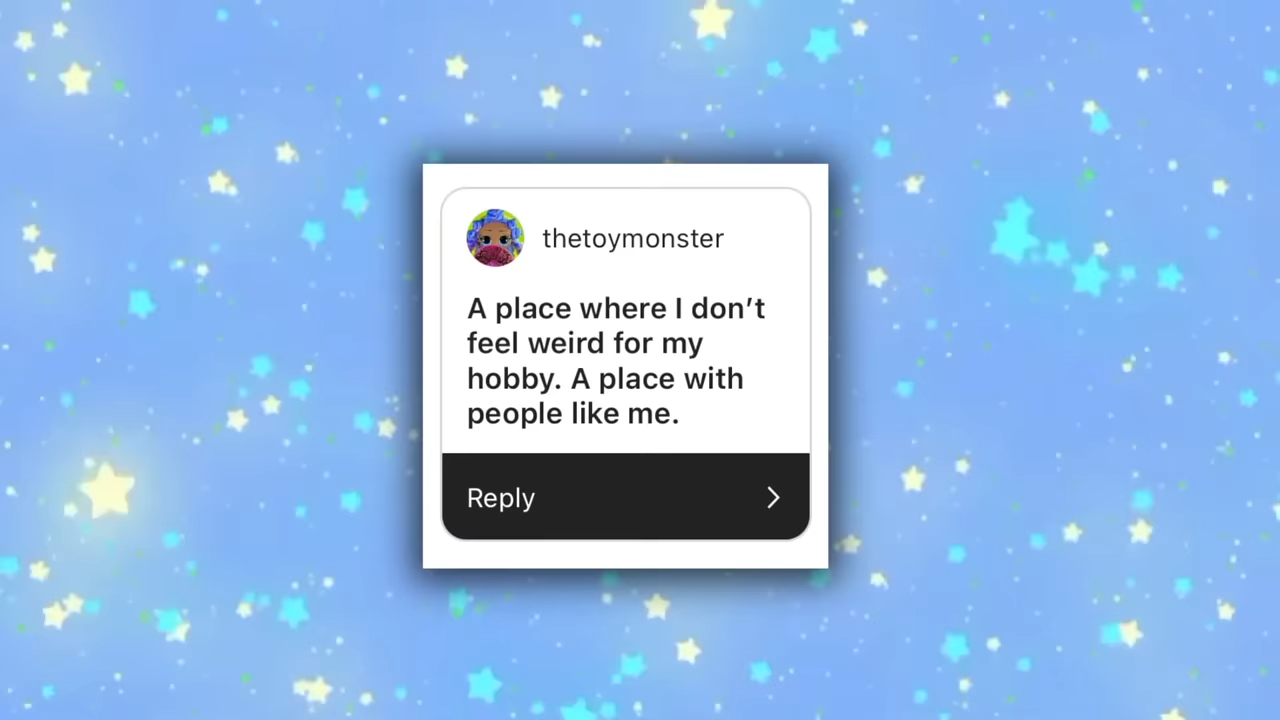 thetoymonster
A place where I don’t
feel weird for my
hobby. A place with
people like me.
Reply